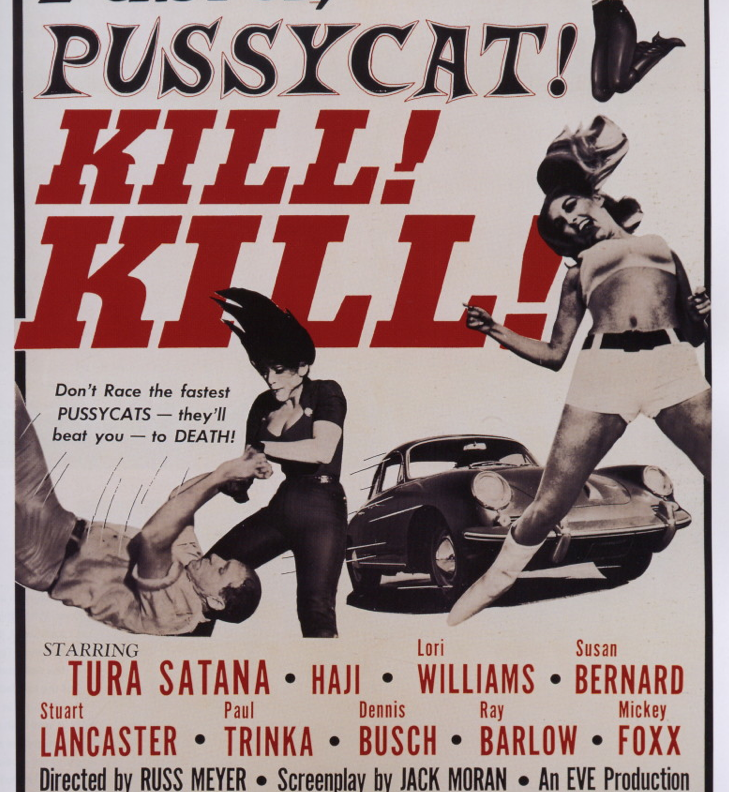 PUSSYCAT!
KILL!
KILL!
Don't Race the fastest
PUSSYCATS — they'll
beat you — to DEATH!
STARRING
TURA SATANA • HAJI • Lori WILLIAMS • Susan BERNARD
Stuart LANCASTER • Paul TRINKA • Dennis BUSCH • Ray BARLOW • Mickey FOXX
Directed by RUSS MEYER • Screenplay by JACK MORAN • An EVE Production